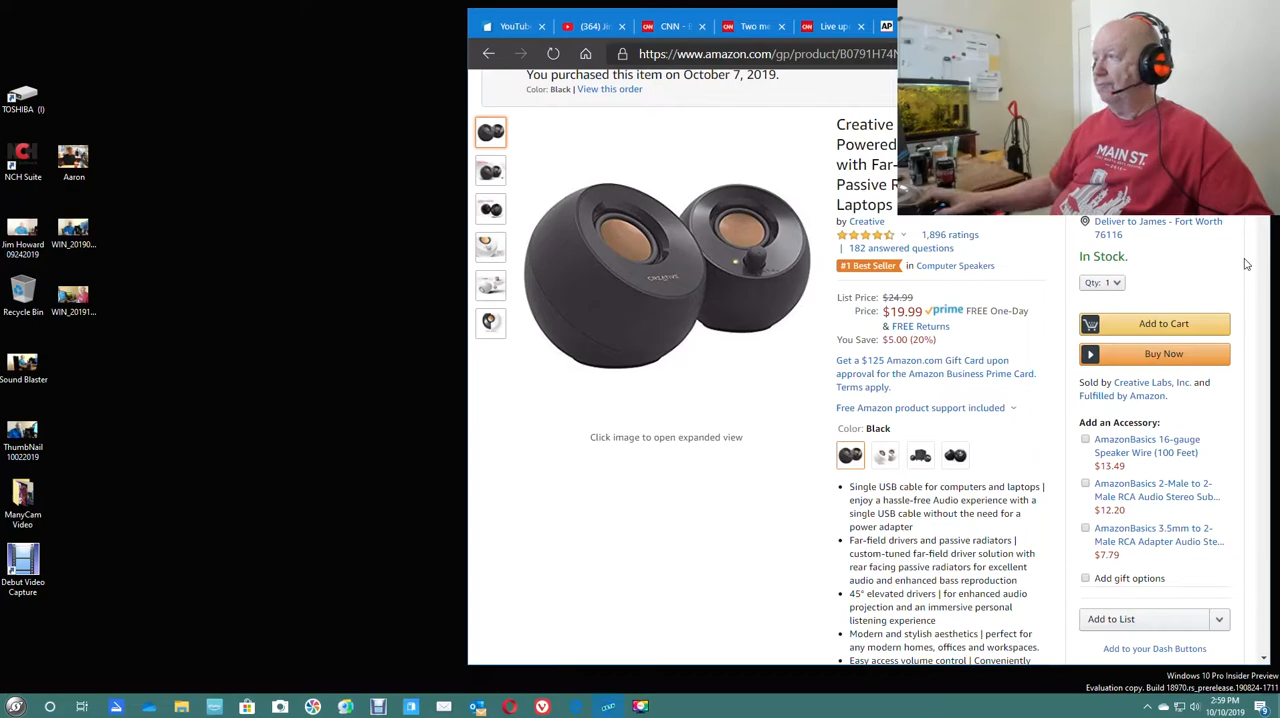 YouTube
(364) Ji
CNN - B
Two me
Live up
AP
https://www.amazon.com/gp/product/B0791H74
You purchased this item on October 7, 2019.
Color: Black | View this order
TOSHIBA (I)
NCH Suite
Aaron
Jim Howard
09242019
WIN_20190...
Recycle Bin
WIN_20191...
Sound Blaster
ThumbNail
10022019
ManyCam
Video
Debut Video
Capture
CREATIVE
Click image to open expanded view
Creative
Powered
with Far-
Passive R
Laptops
by Creative
1,896 ratings
| 182 answered questions
#1 Best Seller in Computer Speakers
List Price: $24.99
Price: $19.99 prime FREE One-Day
& FREE Returns
You Save: $5.00 (20%)
Get a $125 Amazon.com Gift Card upon
approval for the Amazon Business Prime Card.
Terms apply.
Free Amazon product support included
Color: Black
• Single USB cable for computers and laptops |
enjoy a hassle-free Audio experience with a
single USB cable without the need for a
power adapter
• Far-field drivers and passive radiators |
custom-tuned far-field driver solution with
rear facing passive radiators for excellent
audio and enhanced bass reproduction
• 45° elevated drivers | for enhanced audio
projection and an immersive personal
listening experience
• Modern and stylish aesthetics | perfect for
any modern homes, offices and workspaces.
• Easy access volume control | Conveniently
MAIN ST.
Deliver to James - Fort Worth
76116
In Stock.
Qty: 1
Add to Cart
Buy Now
Sold by Creative Labs, Inc. and
Fulfilled by Amazon.
Add an Accessory:
AmazonBasics 16-gauge
Speaker Wire (100 Feet)
$13.49
AmazonBasics 2-Male to 2-
Male RCA Audio Stereo Sub...
$12.20
AmazonBasics 3.5mm to 2-
Male RCA Adapter Audio Ste...
$7.79
Add gift options
Add to List
Add to your Dash Buttons
Windows 10 Pro Insider Preview
Evaluation copy. Build 18970.rs_prerelease.190824-1711
2:59 PM
10/10/2019